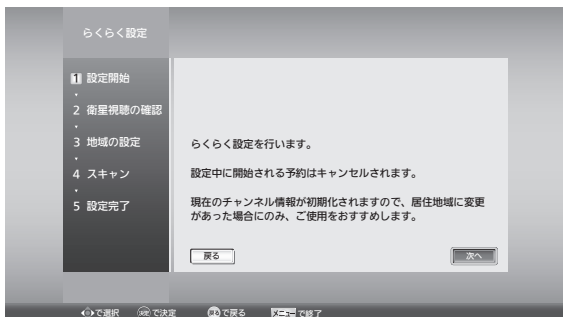 らくらく設定
1 設定開始
2 衛星視聴の確認
3 地域の設定
4 スキャン
5 設定完了
らくらく設定を行います。
設定中に開始される予約はキャンセルされます。
現在のチャンネル情報が初期化されますので、居住地域に変更
があった場合にのみ、ご使用をおすすめします。
戻る 次へ
で選択 決定 で決定 戻る で戻る メニュー で終了